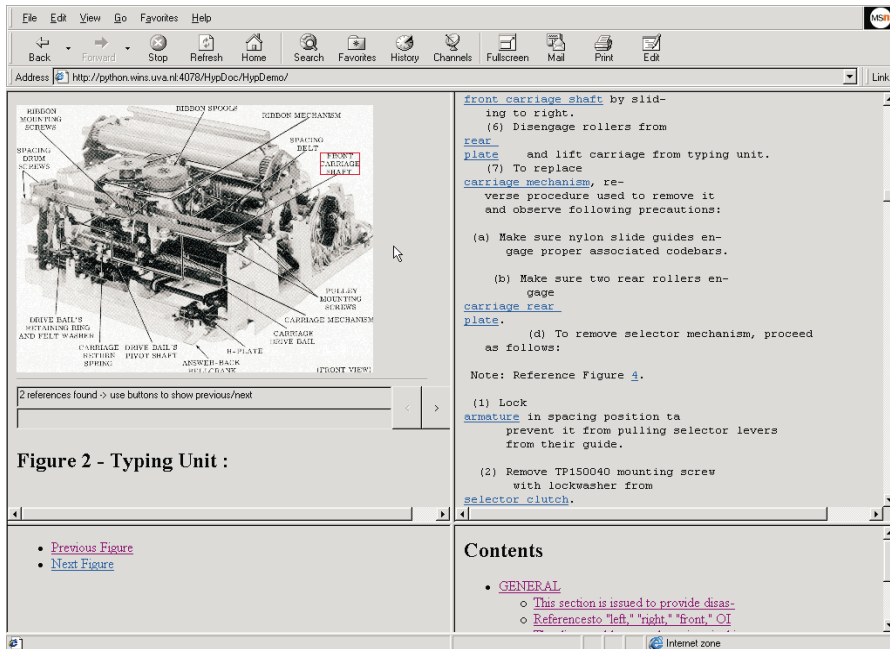 File Edit View Go Favorites Help
msn
Back Forward Stop Refresh Home Search Favorites History Channels Fullscreen Mail Print Edit
Address http://python.wins.uva.nl:4078/HypDoc/HypDemo/ Link
RIBBON
MOUNTING
SCREWS
RIBBON SPOOLS
RIBBON MECHANISM
SPACING
DRUM
SCREWS
SPACING
BELT
FRONT
CARRIAGE
SHAFT
PULLEY
MOUNTING
SCREWS
CARRIAGE MECHANISM
DRIVE BAIL'S
RETAINING RING
AND FELT WASHER
CARRIAGE
RETURN
SPRING
DRIVE BAIL'S
PIVOT SHAFT
ANSWER-BACK
BELLCRANK
H-PLATE
CARRIAGE
DRIVE BAIL
(FRONT VIEW)
2 references found -> use buttons to show previous/next
< >
Figure 2 - Typing Unit :
front carriage shaft by slid-
ing to right.
(6) Disengage rollers from
rear
plate and lift carriage from typing unit.
(7) To replace
carriage mechanism, re-
verse procedure used to remove it
and observe following precautions:
(a) Make sure nylon slide guides en-
gage proper associated codebars.
(b) Make sure two rear rollers en-
gage
carriage rear
plate.
(d) To remove selector mechanism, proceed
as follows:
Note: Reference Figure 4.
(1) Lock
armature in spacing position ta
prevent it from pulling selector levers
from their guide.
(2) Remove TP150040 mounting screw
with lockwasher from
selector clutch.
• Previous Figure
• Next Figure
Contents
• GENERAL
o This section is issued to provide disas-
o Referencesto "left," "right," "front," OI
Internet zone